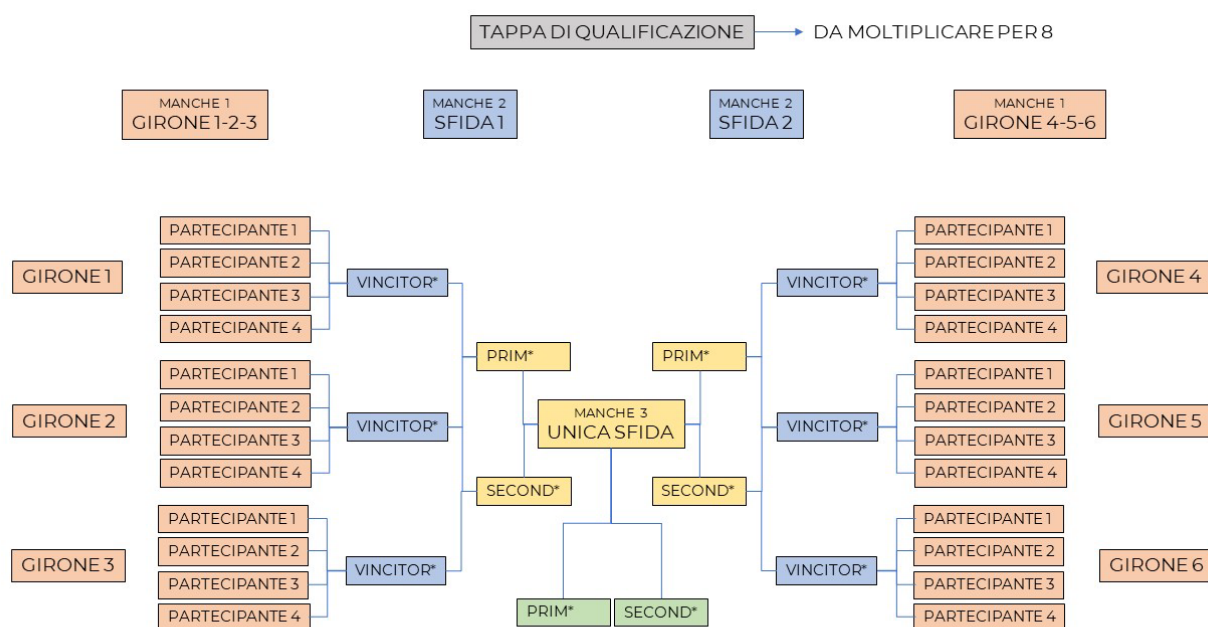 TAPPA DI QUALIFICAZIONE
DA MOLTIPLICARE PER 8
MANCHE 1
GIRONE 1-2-3
MANCHE 2
SFIDA 1
MANCHE 2
SFIDA 2
MANCHE 1
GIRONE 4-5-6
GIRONE 1
PARTECIPANTE 1
PARTECIPANTE 2
PARTECIPANTE 3
PARTECIPANTE 4
VINCITOR*
GIRONE 2
PARTECIPANTE 1
PARTECIPANTE 2
PARTECIPANTE 3
PARTECIPANTE 4
VINCITOR*
GIRONE 3
PARTECIPANTE 1
PARTECIPANTE 2
PARTECIPANTE 3
PARTECIPANTE 4
VINCITOR*
PRIM*
SECOND*
MANCHE 3
UNICA SFIDA
PRIM*
SECOND*
PRIM*
SECOND*
VINCITOR*
PARTECIPANTE 1
PARTECIPANTE 2
PARTECIPANTE 3
PARTECIPANTE 4
GIRONE 4
VINCITOR*
PARTECIPANTE 1
PARTECIPANTE 2
PARTECIPANTE 3
PARTECIPANTE 4
GIRONE 5
VINCITOR*
PARTECIPANTE 1
PARTECIPANTE 2
PARTECIPANTE 3
PARTECIPANTE 4
GIRONE 6